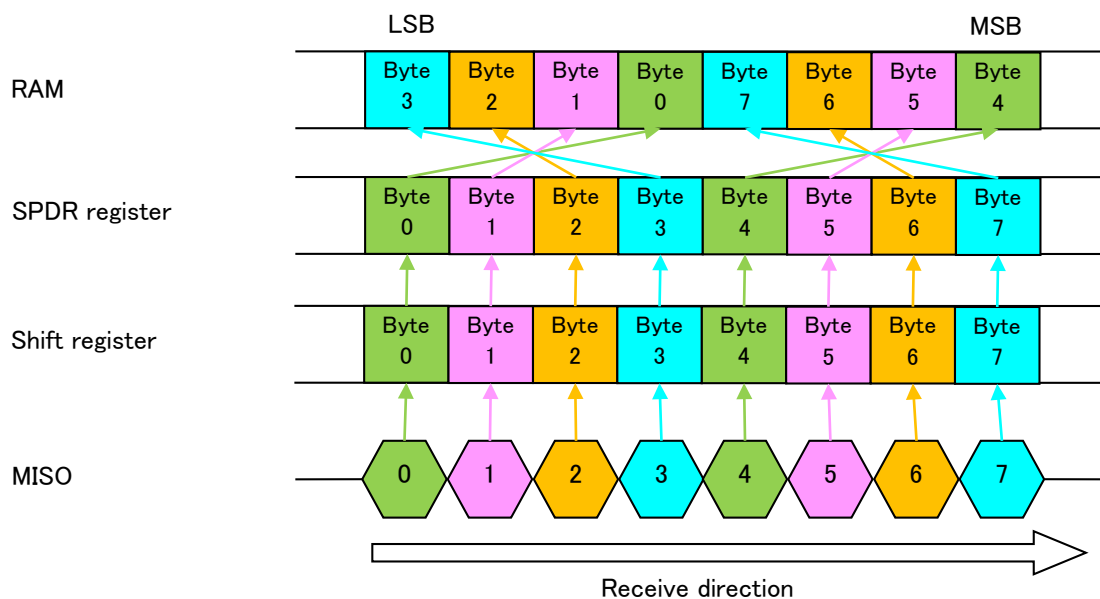 LSB MSB
RAM
Byte Byte Byte Byte Byte Byte Byte Byte
3 2 1 0 7 6 5 4
SPDR register
Byte Byte Byte Byte Byte Byte Byte Byte
0 1 2 3 4 5 6 7
Shift register
Byte Byte Byte Byte Byte Byte Byte Byte
0 1 2 3 4 5 6 7
MISO 0 1 2 3 4 5 6 7
Receive direction